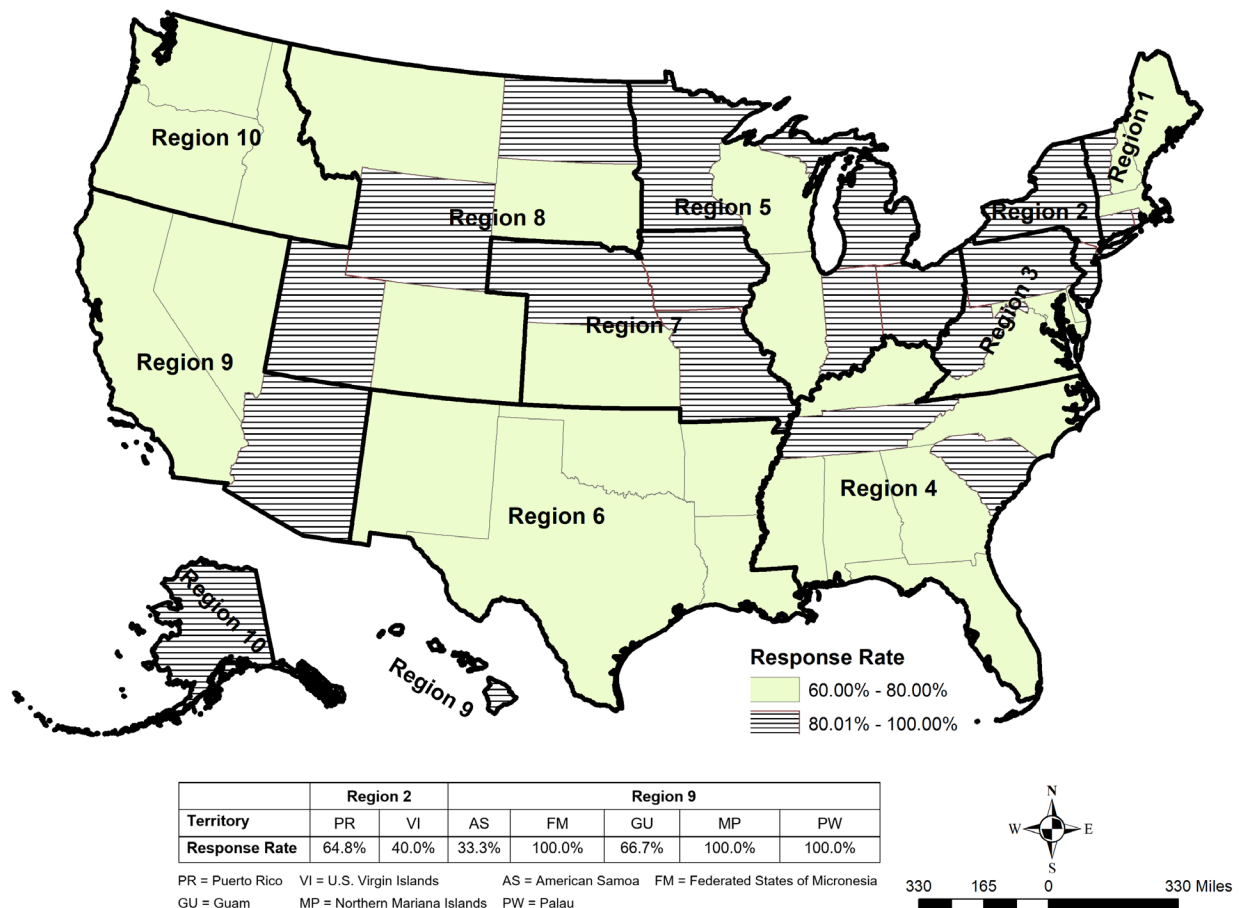 Region 1
Region 10
Region 2
Region 5
Region 8
Region 3
Region 7
Region 9
Region 4
Region 6
Region 10
Region 9
Response Rate
60.00% - 80.00%
80.01% - 100.00%
Region 2 Region 9
Territory PR VI AS FM GU MP PW
Response Rate 64.8% 40.0% 33.3% 100.0% 66.7% 100.0% 100.0%
PR = Puerto Rico VI = U.S. Virgin Islands AS = American Samoa FM = Federated States of Micronesia
GU = Guam MP = Northern Mariana Islands PW = Palau
N
W E
S
330 165 0 330 Miles